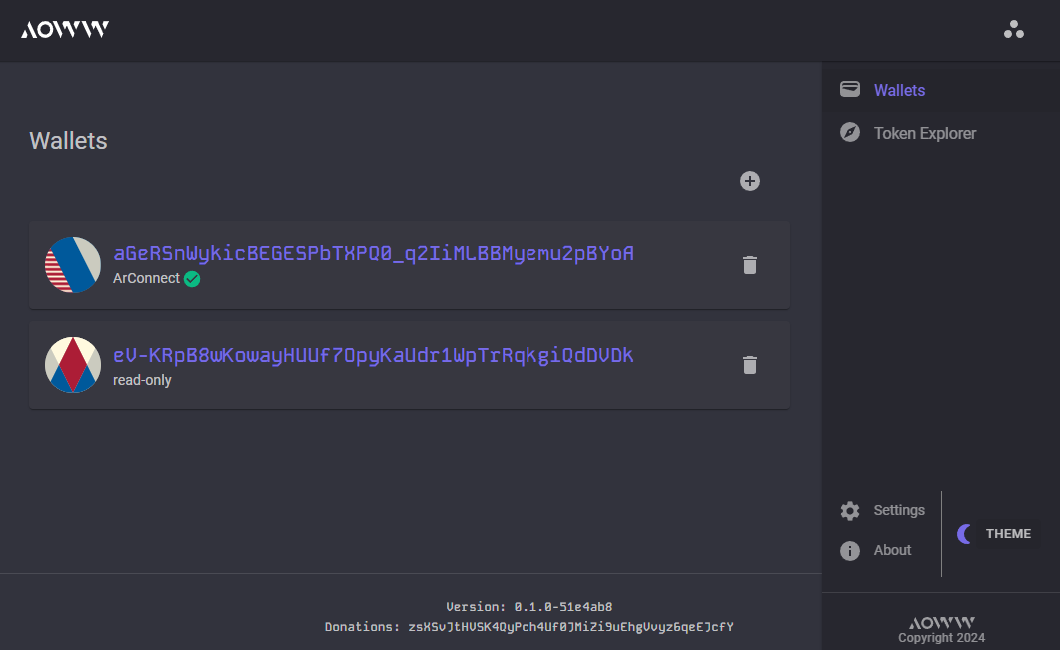 AOWW
Wallets
Token Explorer
Wallets
aGeRSnWykicBEGESPbTXPQ0_q2IiMLBBMyzmu2pBYoA
ArConnect
eV-KRpB8wKowayHUUf7OpyKaUdr1WpTrRqkgiQdDVDk
read-only
Settings
THEME
About
Version: 0.1.0-51e4ab8
Donations: zsXSvJtHVSK4QyPch4Uf0JMiZi9uEhgVvyz6qeEJcfY
AOWW
Copyright 2024